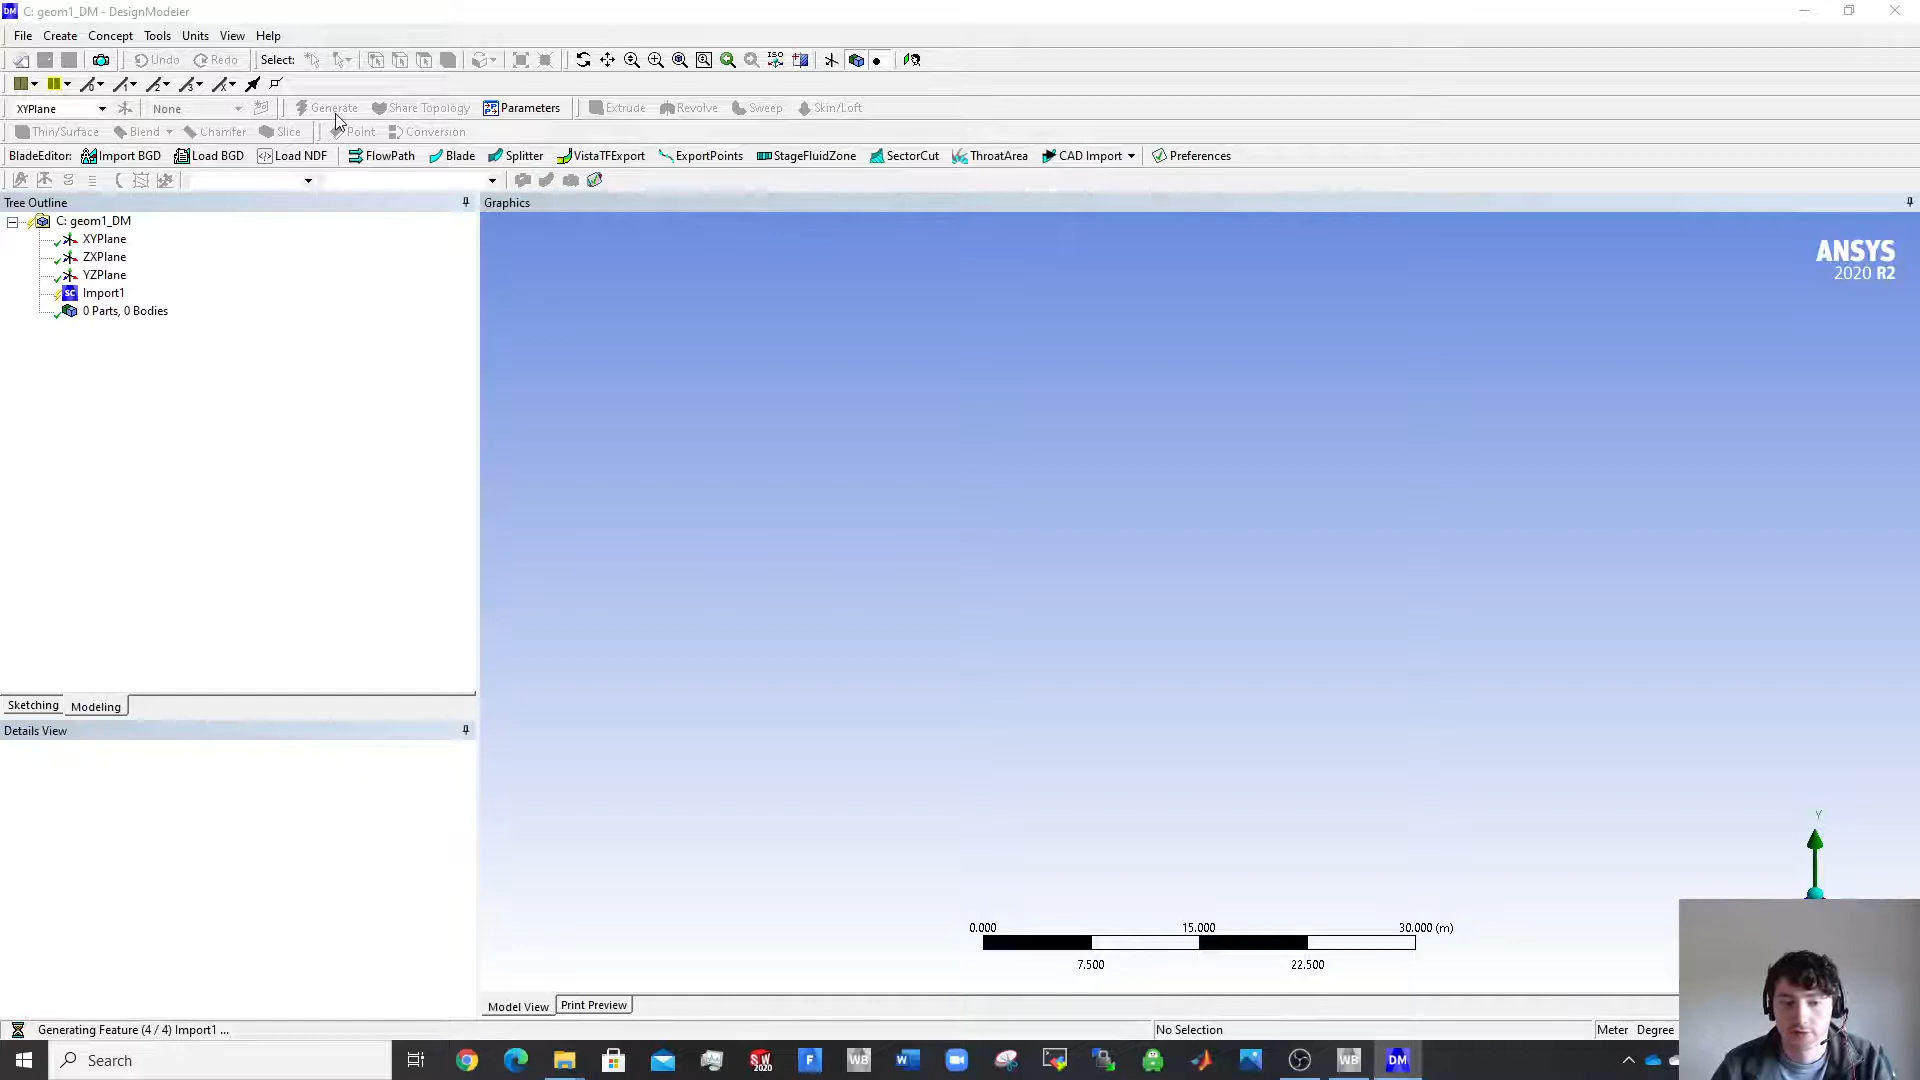 C: geom1_DM - DesignModeler
File Create Concept Tools Units View Help
Undo Redo Select: ISO
XYPlane None Generate Share Topology Parameters Extrude Revolve Sweep Skin/Loft
Thin/Surface Blend Chamfer Slice Point Conversion
BladeEditor: Import BGD Load BGD Load NDF FlowPath Blade Splitter VistaTFExport ExportPoints StageFluidZone SectorCut ThroatArea CAD Import Preferences
Tree Outline
Graphics
C: geom1_DM
XYPlane
ZXPlane
YZPlane
Import1
0 Parts, 0 Bodies
ANSYS
2020 R2
Sketching Modeling
Details View
Y
0.000 15.000 30.000 (m)
7.500 22.500
Model View Print Preview
Generating Feature (4 / 4) Import1 ...
No Selection
Meter Degree
Search